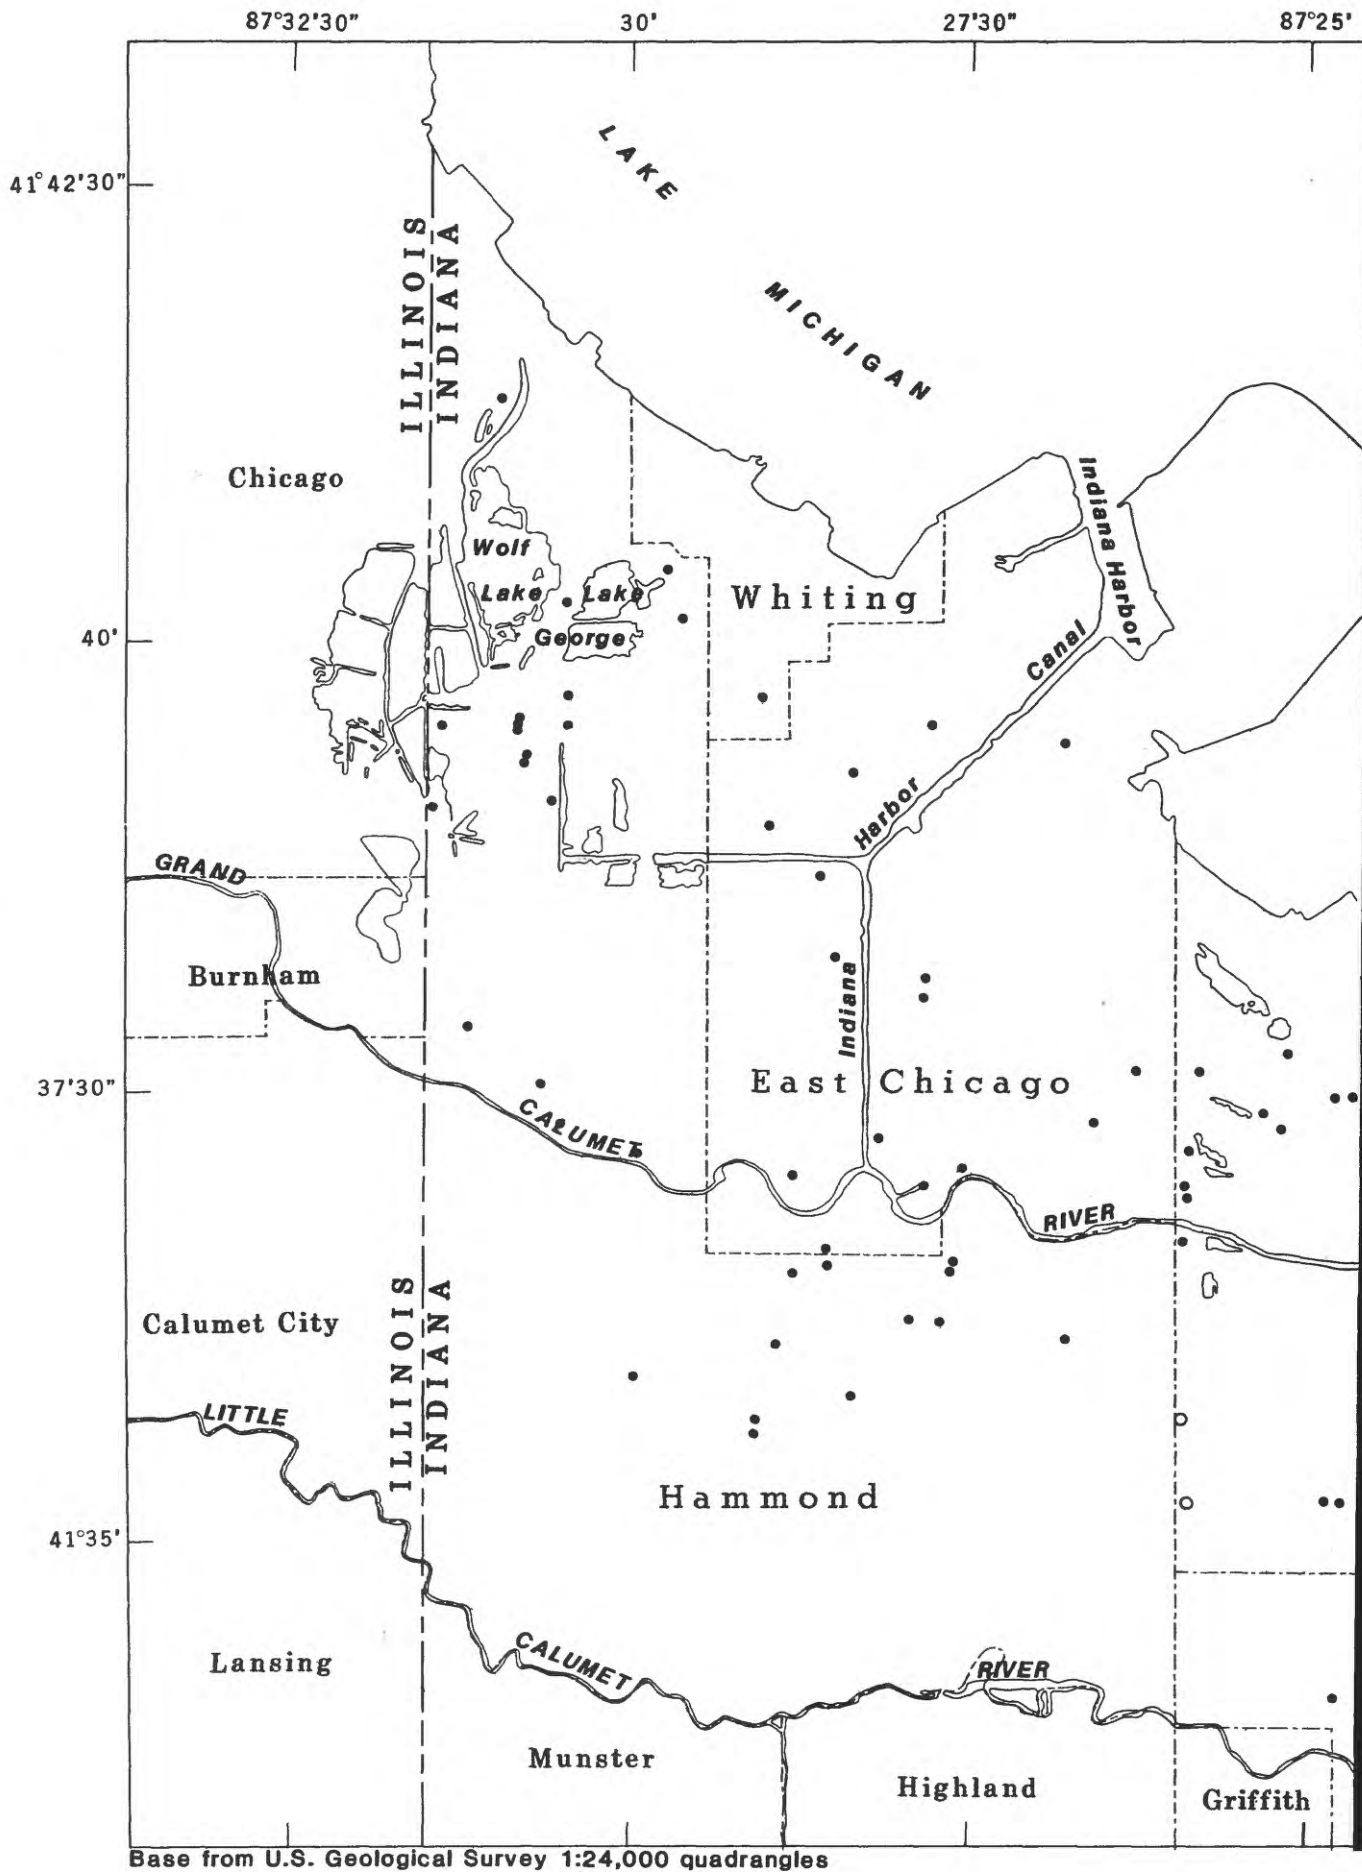 87°32'30" 30' 27'30" 87°25'
LAKE
41°42'30"
ILLINOIS
INDIANA
MICHIGAN
Chicago
Indiana Harbor
Wolf
Lake
Lake
George
Whiting
40'
Canal
Harbor
GRAND
Burnham
Indiana
37'30"
East Chicago
CALUMET
RIVER
ILLINOIS
INDIANA
Calumet City
LITTLE
Hammond
41°35'
CALUMET
RIVER
Lansing
Munster
Highland
Griffith
Base from U.S. Geological Survey 1:24,000 quadrangles